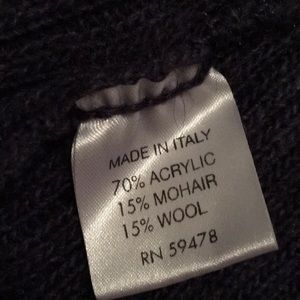 MADE IN ITALY
70% ACRYLIC
15% MOHAIR
15% WOOL
RN 59478